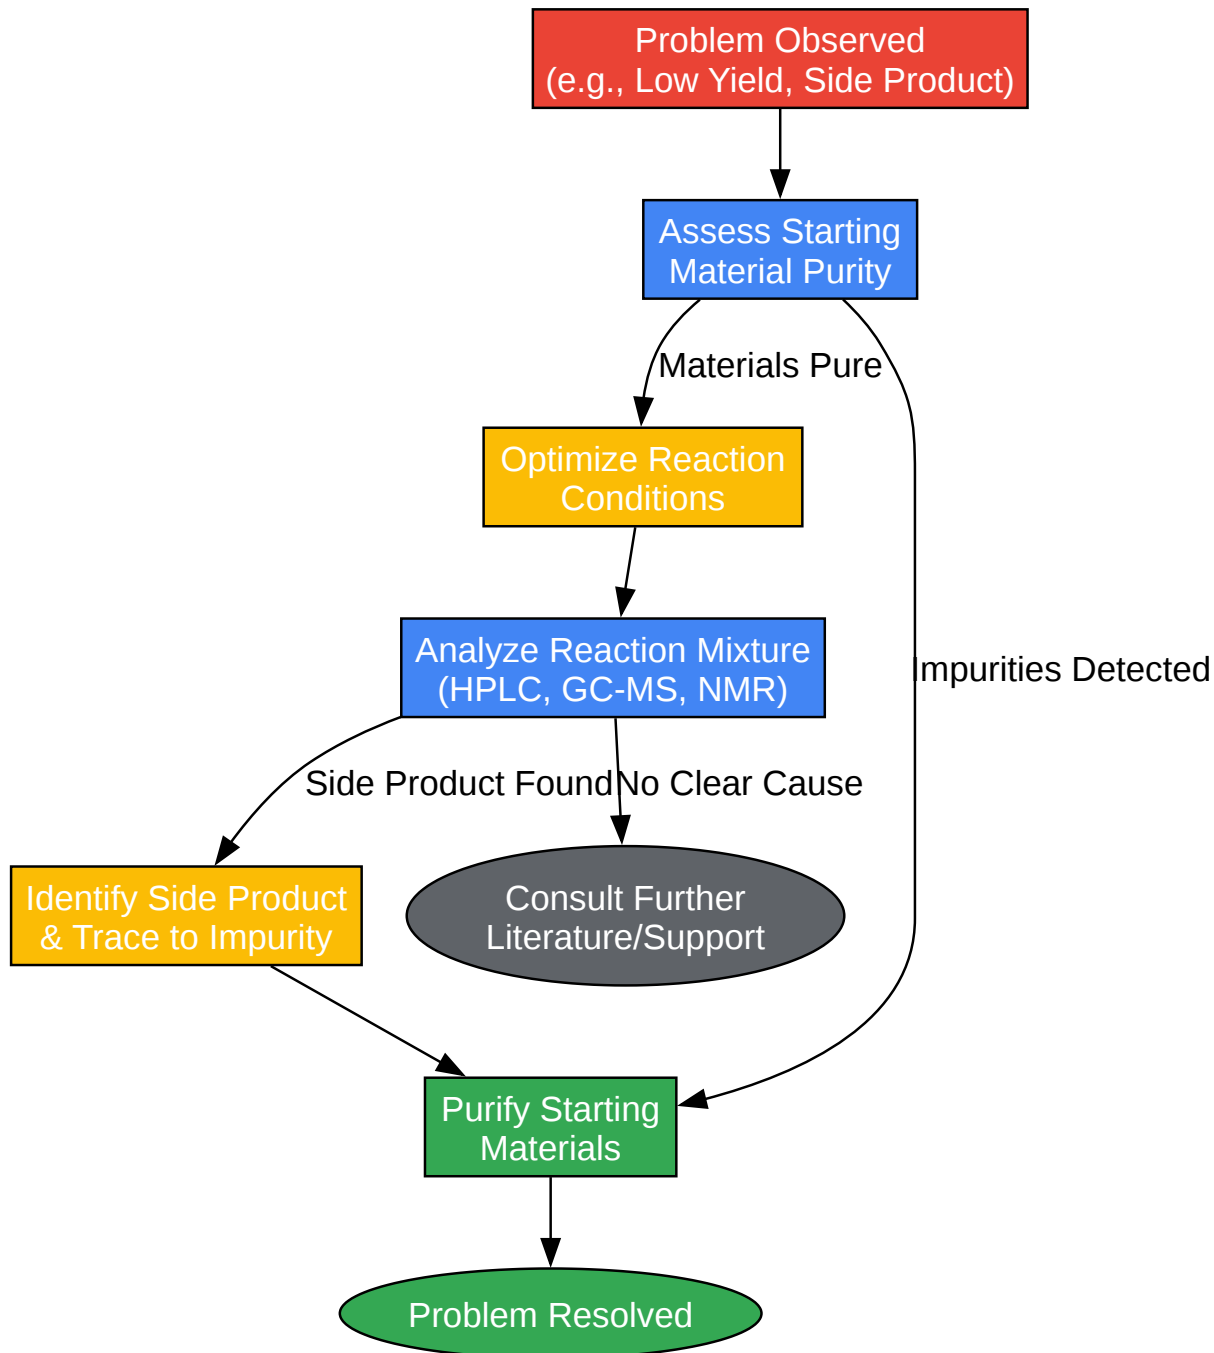 Problem Observed
(e.g., Low Yield, Side Product)
Assess Starting
Material Purity
Materials Pure
Optimize Reaction
Conditions
Analyze Reaction Mixture
(HPLC, GC-MS, NMR)
Impurities Detected
Side Product Found
No Clear Cause
Identify Side Product
& Trace to Impurity
Consult Further
Literature/Support
Purify Starting
Materials
Problem Resolved